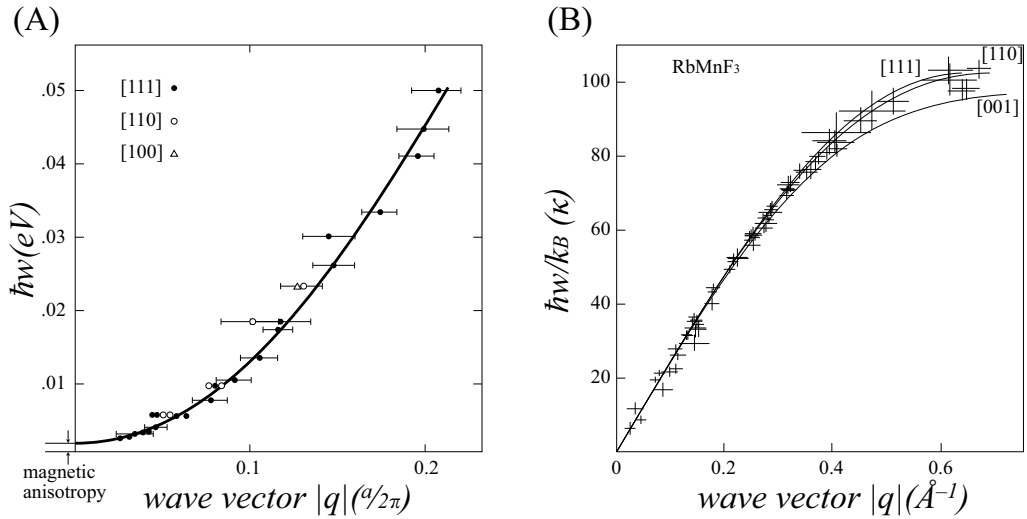 (A)
[111] •
[110] ○
[100] △
.05
.04
.03
.02
.01
0.1
0.2
ħw(eV)
magnetic
anisotropy
wave vector |q|(a/2π)
(B)
RbMnF3
[111]
[110]
[001]
100
80
60
40
20
0
0.2
0.4
0.6
ħw/kB (κ)
wave vector |q|(Å−1)